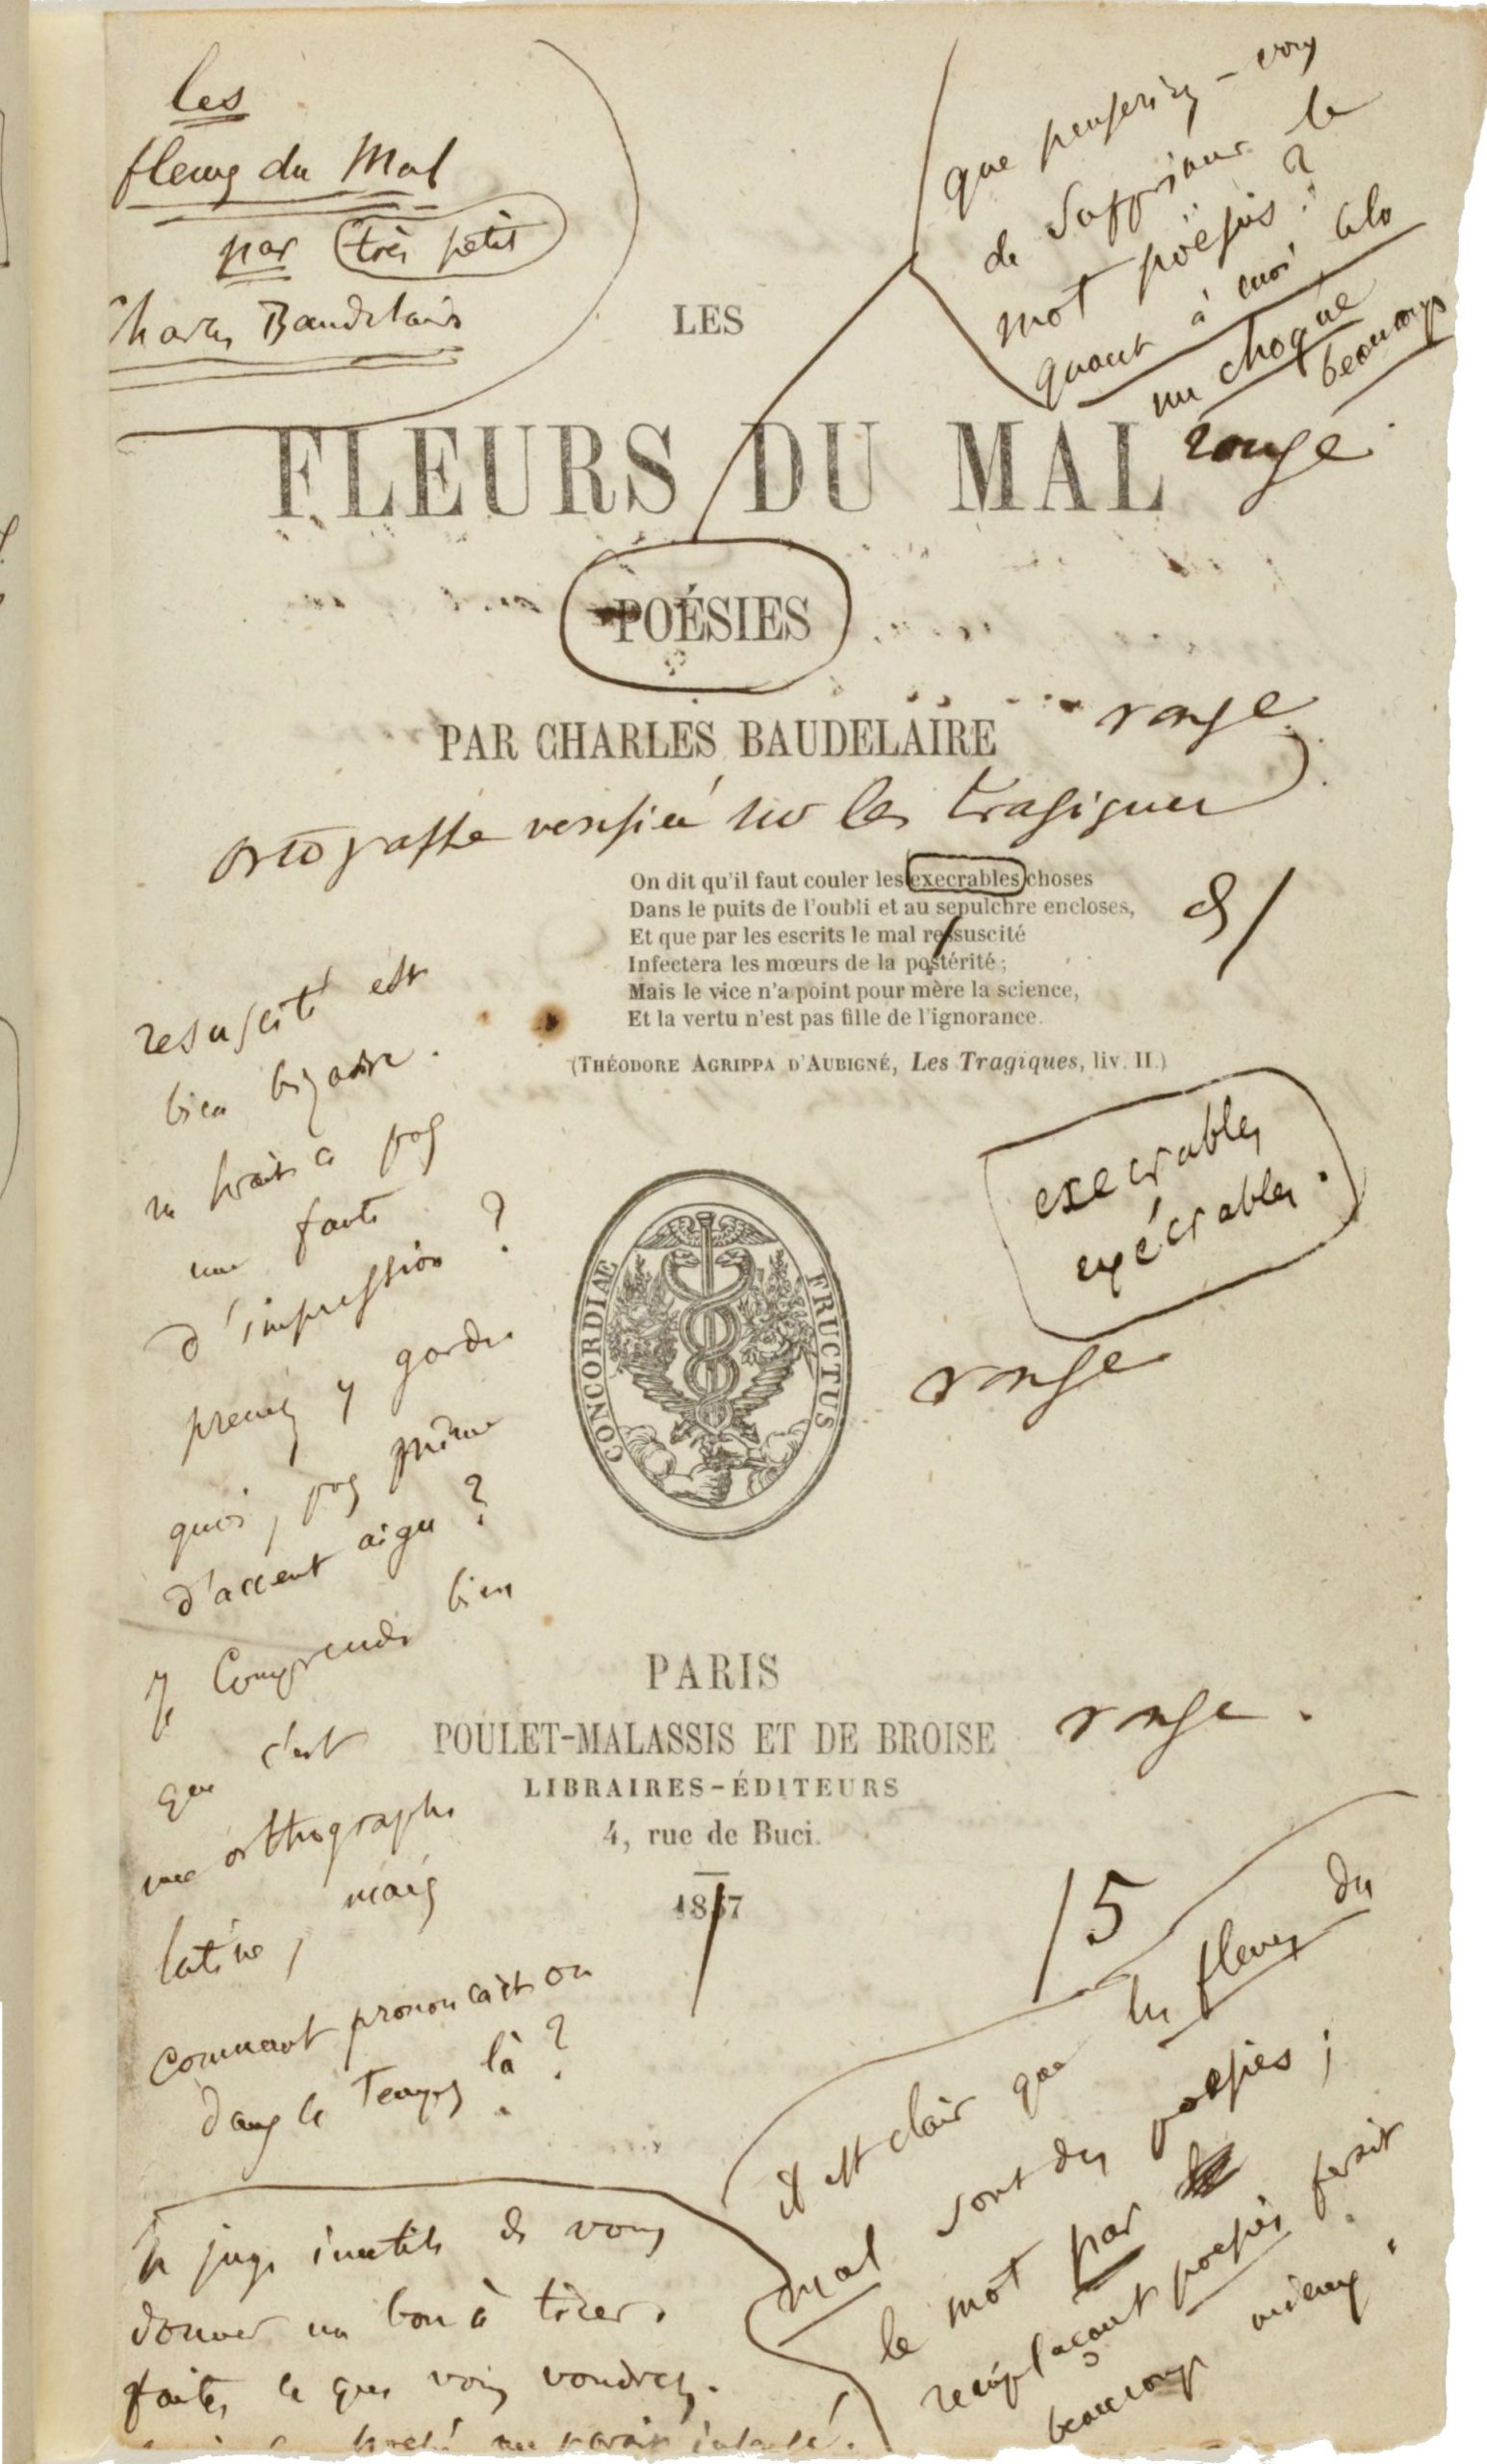 les
fleurs du Mal
par très petit
Charles Baudelaire
que penseriez-vous
de supprimer le
mot poësies ?
quant à moi cela
me choque
beaucoup
LES
FLEURS DU MAL
rouge
POÉSIES
PAR CHARLES BAUDELAIRE
rouge
ortografhe verifiée sur les tragiques
On dit qu'il faut couler les execrables choses
Dans le puits de l'oubli et au sepulchre encloses,
Et que par les escrits le mal ressuscité
Infectera les mœurs de la postérité;
Mais le vice n'a point pour mère la science,
Et la vertu n'est pas fille de l'ignorance.
(THÉODORE AGRIPPA D'AUBIGNÉ, Les Tragiques, liv. II.)
resuscité est
bien bizarre.
ne serait ce pas
une faute
d'impression ?
prenez y garde.
quoi, pas même
d'accent aigu ?
Je comprends bien
que c'est
une orthographe
latine, mais
comment prononçait on
dans le temps là ?
execrables
exécrables.
rouge
CONCORDIAE FRUCTUS
PARIS
POULET-MALASSIS ET DE BROISE
rouge.
LIBRAIRES-ÉDITEURS
4, rue de Buci.
1857
/5
il est clair que les fleurs du
mal sont des poesies;
le mot par
remplaçant poesies ferait
beaucoup mieux.
Je juge inutile de vous
donner un bon à tirer.
faites ce que vous voudrez.